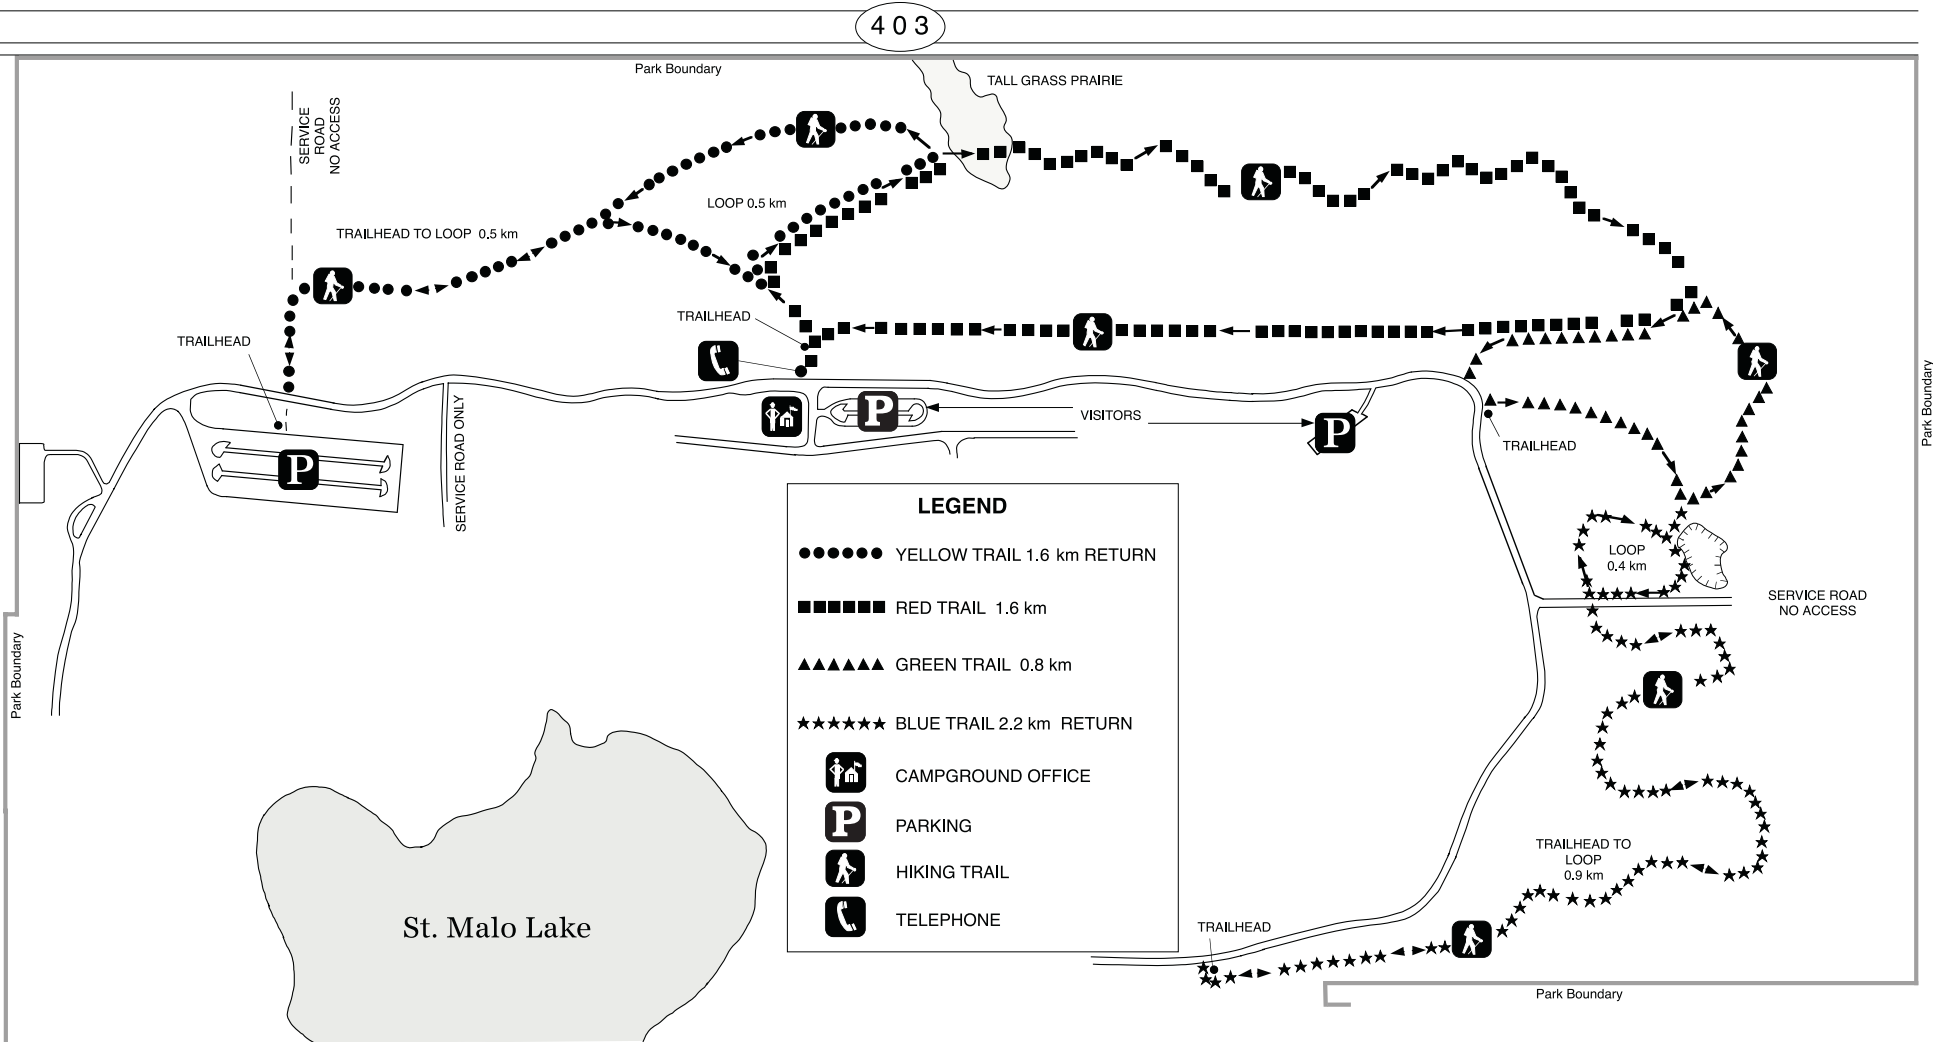 403
Park Boundary
TALL GRASS PRAIRIE
SERVICE
ROAD
NO ACCESS
LOOP 0.5 km
TRAILHEAD TO LOOP 0.5 km
TRAILHEAD
TRAILHEAD
Park Boundary
P
VISITORS
P
TRAILHEAD
P
SERVICE ROAD ONLY
LEGEND
YELLOW TRAIL 1.6 km RETURN
RED TRAIL 1.6 km
GREEN TRAIL 0.8 km
BLUE TRAIL 2.2 km RETURN
CAMPGROUND OFFICE
P
PARKING
HIKING TRAIL
TELEPHONE
LOOP
0.4 km
SERVICE ROAD
NO ACCESS
Park Boundary
TRAILHEAD TO
LOOP
0.9 km
St. Malo Lake
TRAILHEAD
Park Boundary